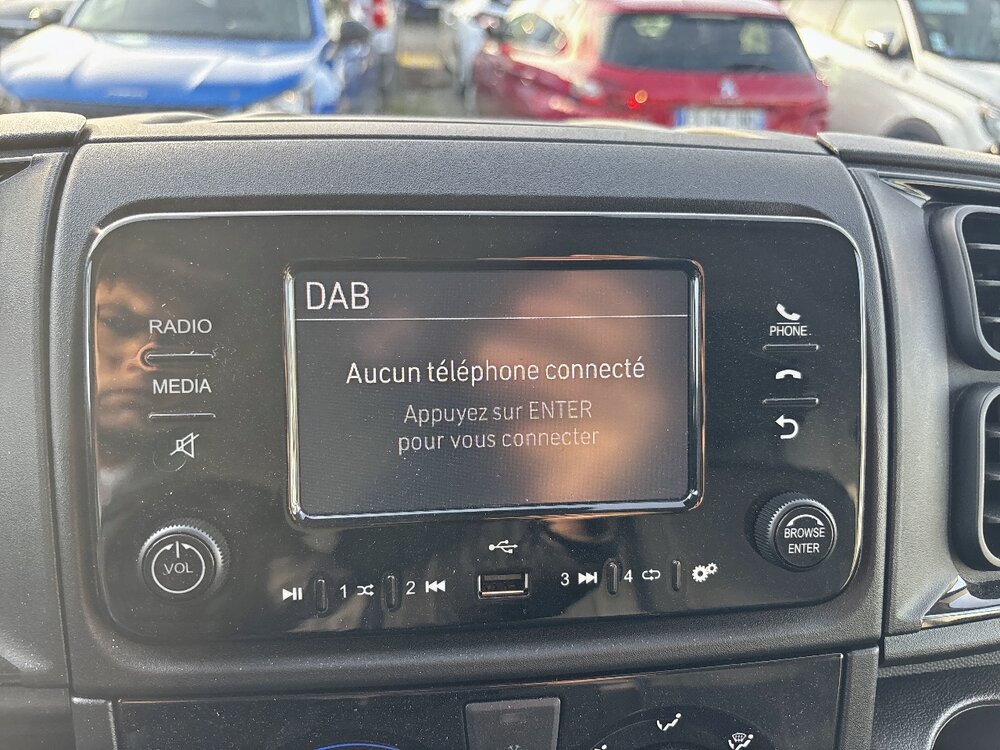 DAB
RADIO
MEDIA
Aucun téléphone connecté
Appuyez sur ENTER
pour vous connecter
PHONE
VOL
BROWSE
ENTER
1
2
3
4